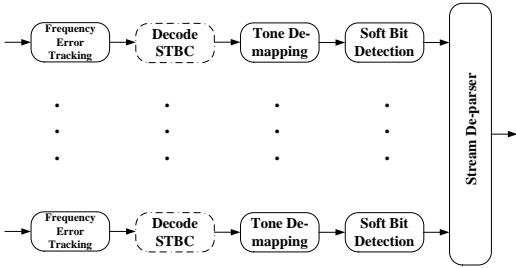 Frequency
Error
Tracking
Decode
STBC
Tone De-
mapping
Soft Bit
Detection
Stream De-parser
Frequency
Error
Tracking
Decode
STBC
Tone De-
mapping
Soft Bit
Detection